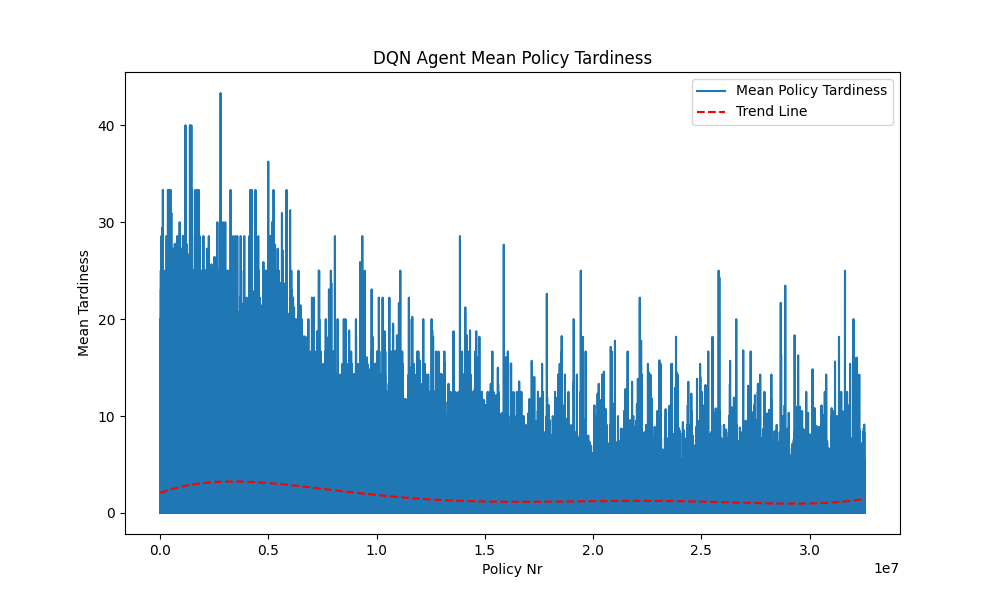 DQN Agent Mean Policy Tardiness
Mean Policy Tardiness
Trend Line
Mean Tardiness
40
30
20
10
0
0.0 0.5 1.0 1.5 2.0 2.5 3.0
1e7
Policy Nr